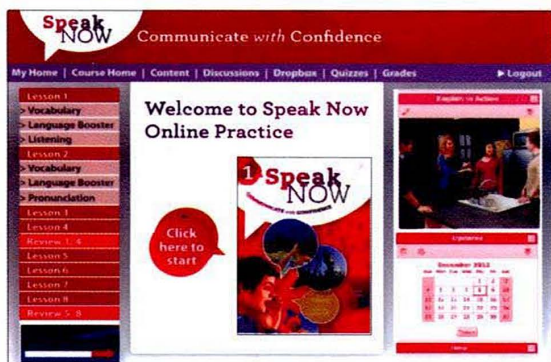 Speak
NOW
Communicate with Confidence
My Home | Course Home | Content | Discussions | Dropbox | Quizzes | Grades
▶ Logout
Lesson 1
> Vocabulary
> Language Booster
> Listening
Lesson 2
> Vocabulary
> Language Booster
> Pronunciation
Lesson 3
Lesson 4
Review 1-4
Lesson 5
Lesson 6
Lesson 7
Lesson 8
Review 5-8
Welcome to Speak Now
Online Practice
Click
here to
start
1
Speak
NOW
COMMUNICATE with CONFIDENCE
English in Action
Updates
December 2012